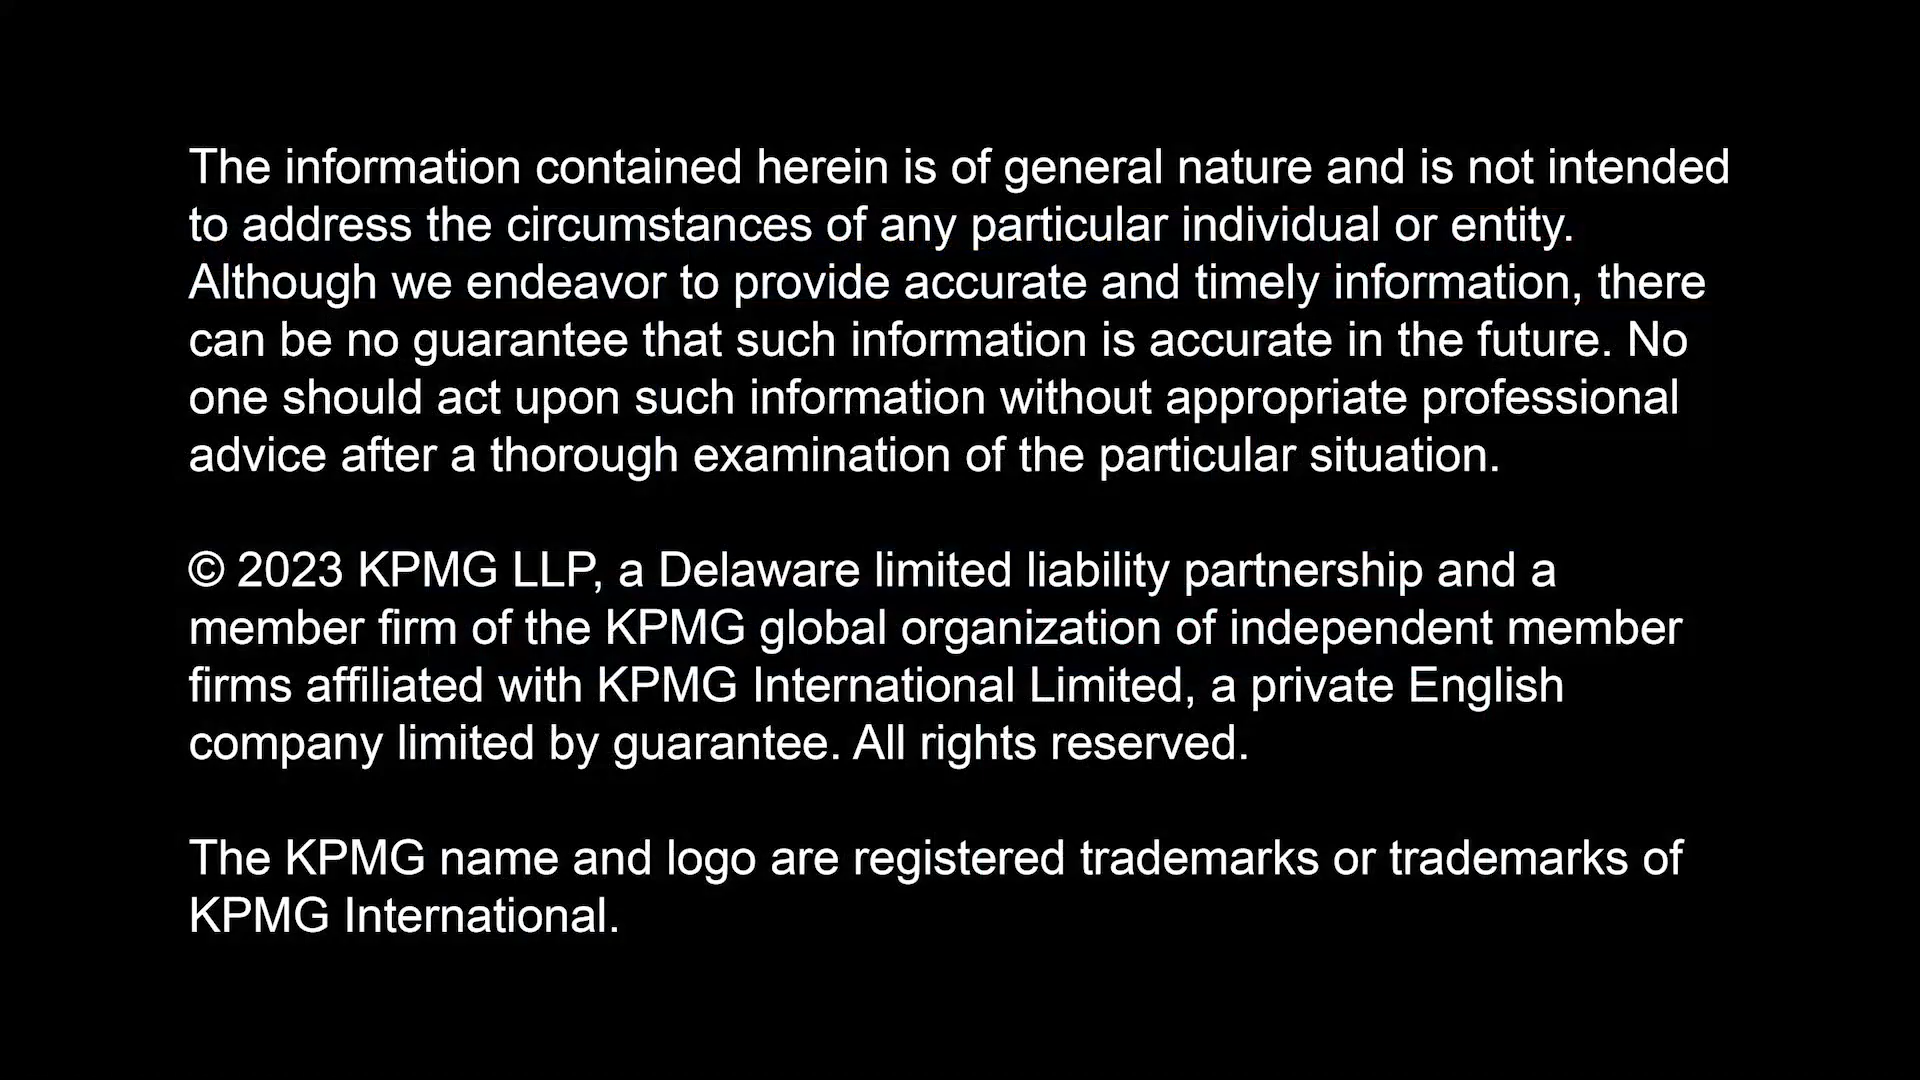 The information contained herein is of general nature and is not intended
to address the circumstances of any particular individual or entity.
Although we endeavor to provide accurate and timely information, there
can be no guarantee that such information is accurate in the future. No
one should act upon such information without appropriate professional
advice after a thorough examination of the particular situation.
© 2023 KPMG LLP, a Delaware limited liability partnership and a
member firm of the KPMG global organization of independent member
firms affiliated with KPMG International Limited, a private English
company limited by guarantee. All rights reserved.
The KPMG name and logo are registered trademarks or trademarks of
KPMG International.